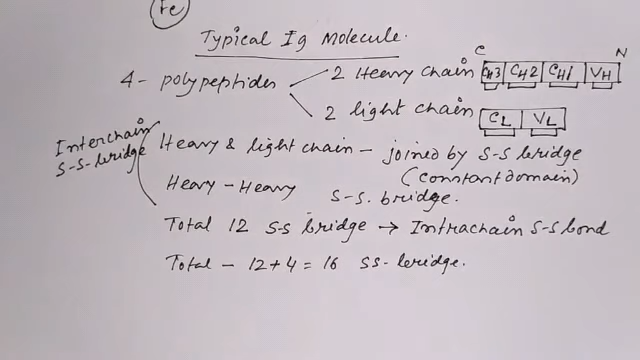 Fe
Typical Ig Molecule.
C N
4 - polypeptides 2 Heavy chain CH3 CH2 CH1 VH
2 light chain CL VL
Interchain S-S-bridge
Heavy & light chain - joined by S-S bridge
(constant domain)
Heavy - Heavy S-S. bridge.
Total 12 S-S bridge → Intrachain S-S bond
Total - 12+4 = 16 SS-bridge.